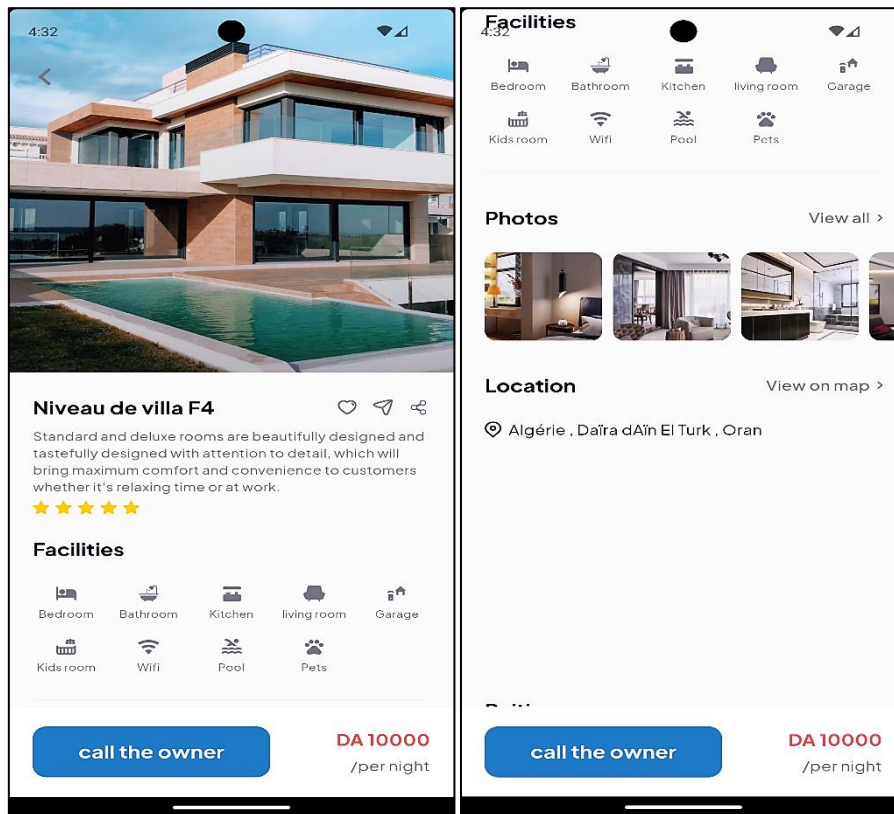 4:32
Niveau de villa F4
Standard and deluxe rooms are beautifully designed and
tastefully designed with attention to detail, which will
bring maximum comfort and convenience to customers
whether it's relaxing time or at work.
Facilities
Bedroom Bathroom Kitchen living room Garage
Kids room Wifi Pool Pets
call the owner
DA 10000
/per night
4:32
Facilities
Bedroom Bathroom Kitchen living room Garage
Kids room Wifi Pool Pets
Photos View all >
Location View on map >
Algérie , Daïra dAïn El Turk , Oran
call the owner
DA 10000
/per night